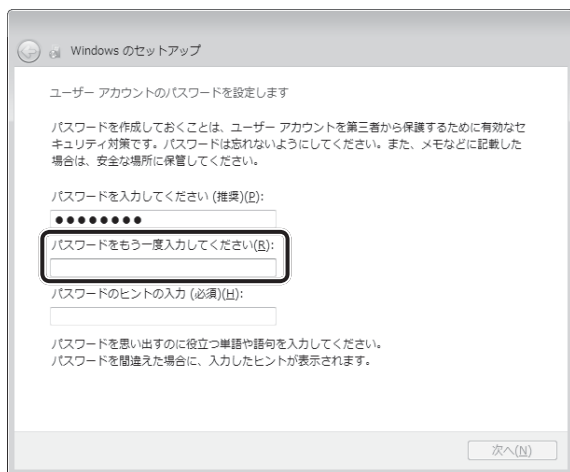 Windows のセットアップ
ユーザー アカウントのパスワードを設定します
パスワードを作成しておくことは、ユーザー アカウントを第三者から保護するために有効なセ
キュリティ対策です。パスワードは忘れないようにしてください。また、メモなどに記載した
場合は、安全な場所に保管してください。
パスワードを入力してください (推奨)(P):
●●●●●●●●
パスワードをもう一度入力してください(R):
パスワードのヒントの入力 (必須)(H):
パスワードを思い出すのに役立つ単語や語句を入力してください。
パスワードを間違えた場合に、入力したヒントが表示されます。
次へ(N)